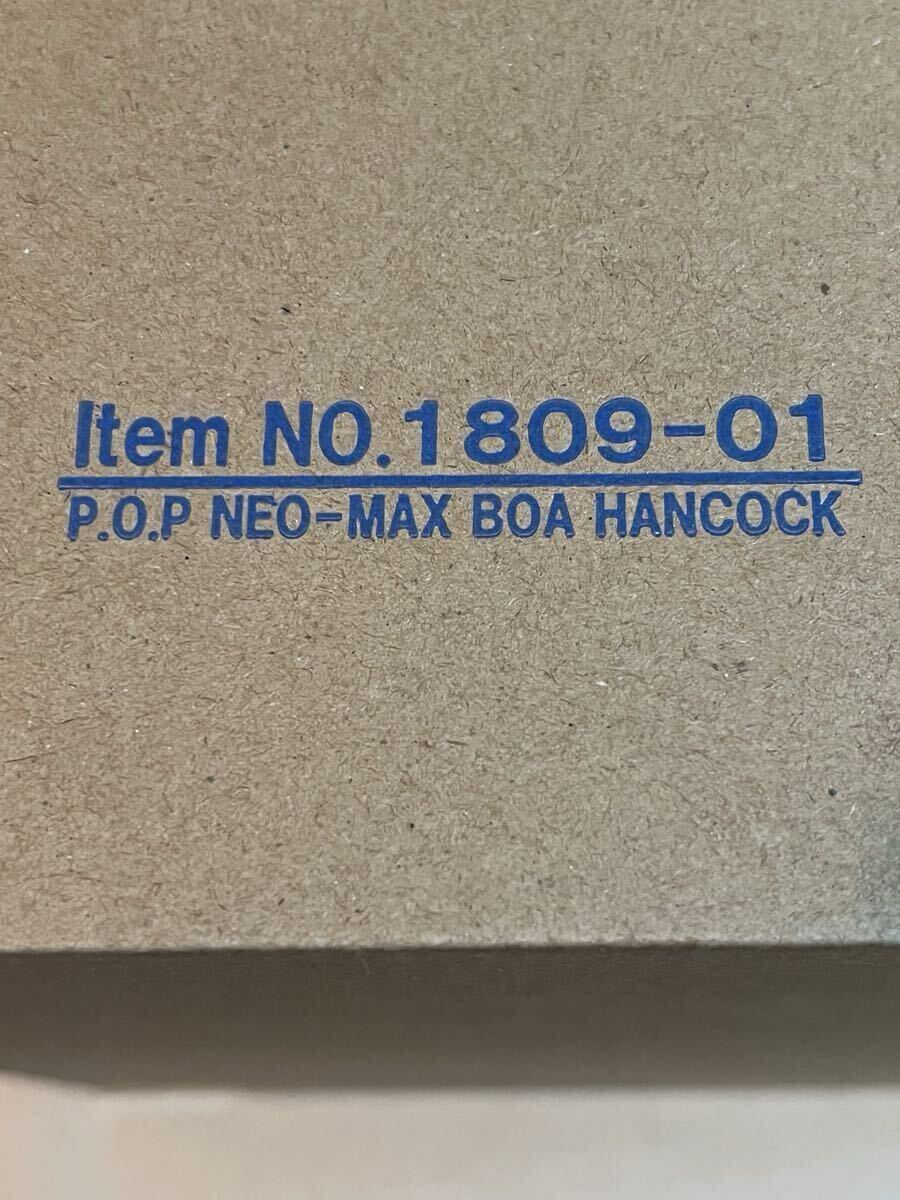 Item NO.1809-01
P.O.P NEO-MAX BOA HANCOCK